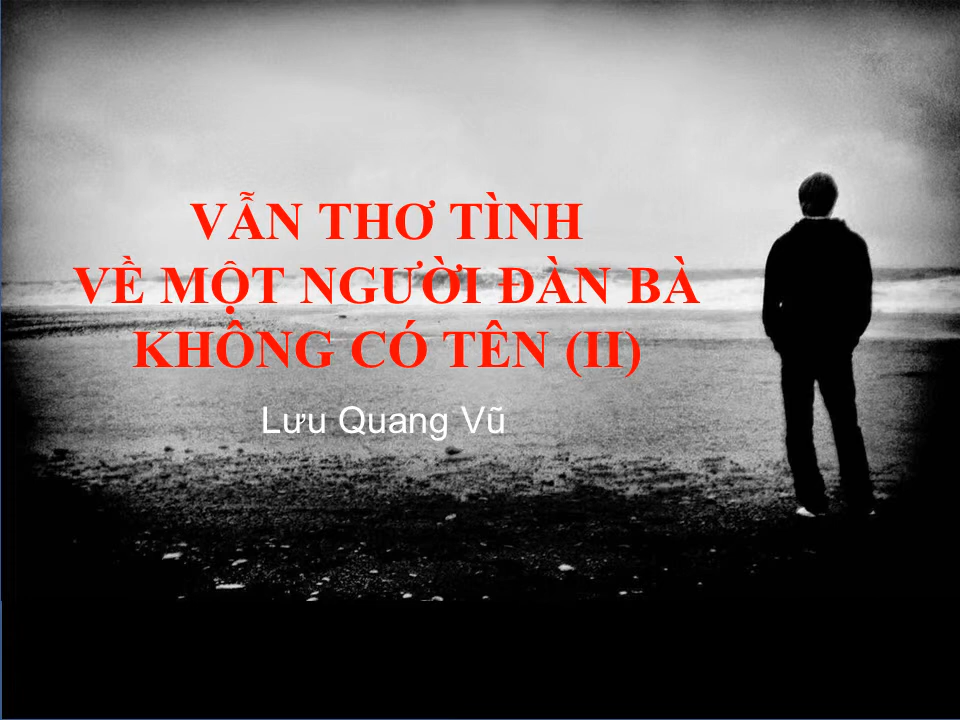 VẪN THƠ TÌNH
VỀ MỘT NGƯỜI ĐÀN BÀ
KHÔNG CÓ TÊN (II)
Lưu Quang Vũ